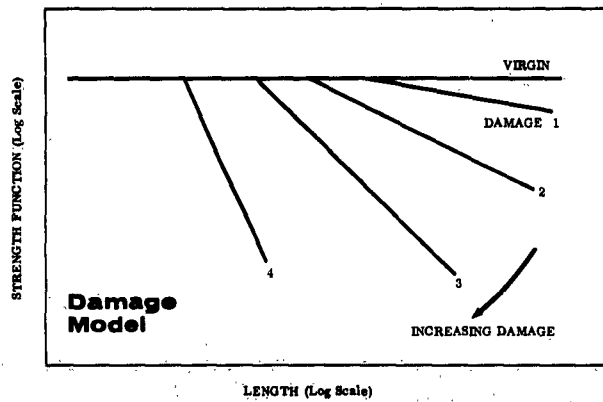 VIRGIN
DAMAGE 1
2
3
4
STRENGTH FUNCTION (Log Scale)
Damage
Model
INCREASING DAMAGE
LENGTH (Log Scale)